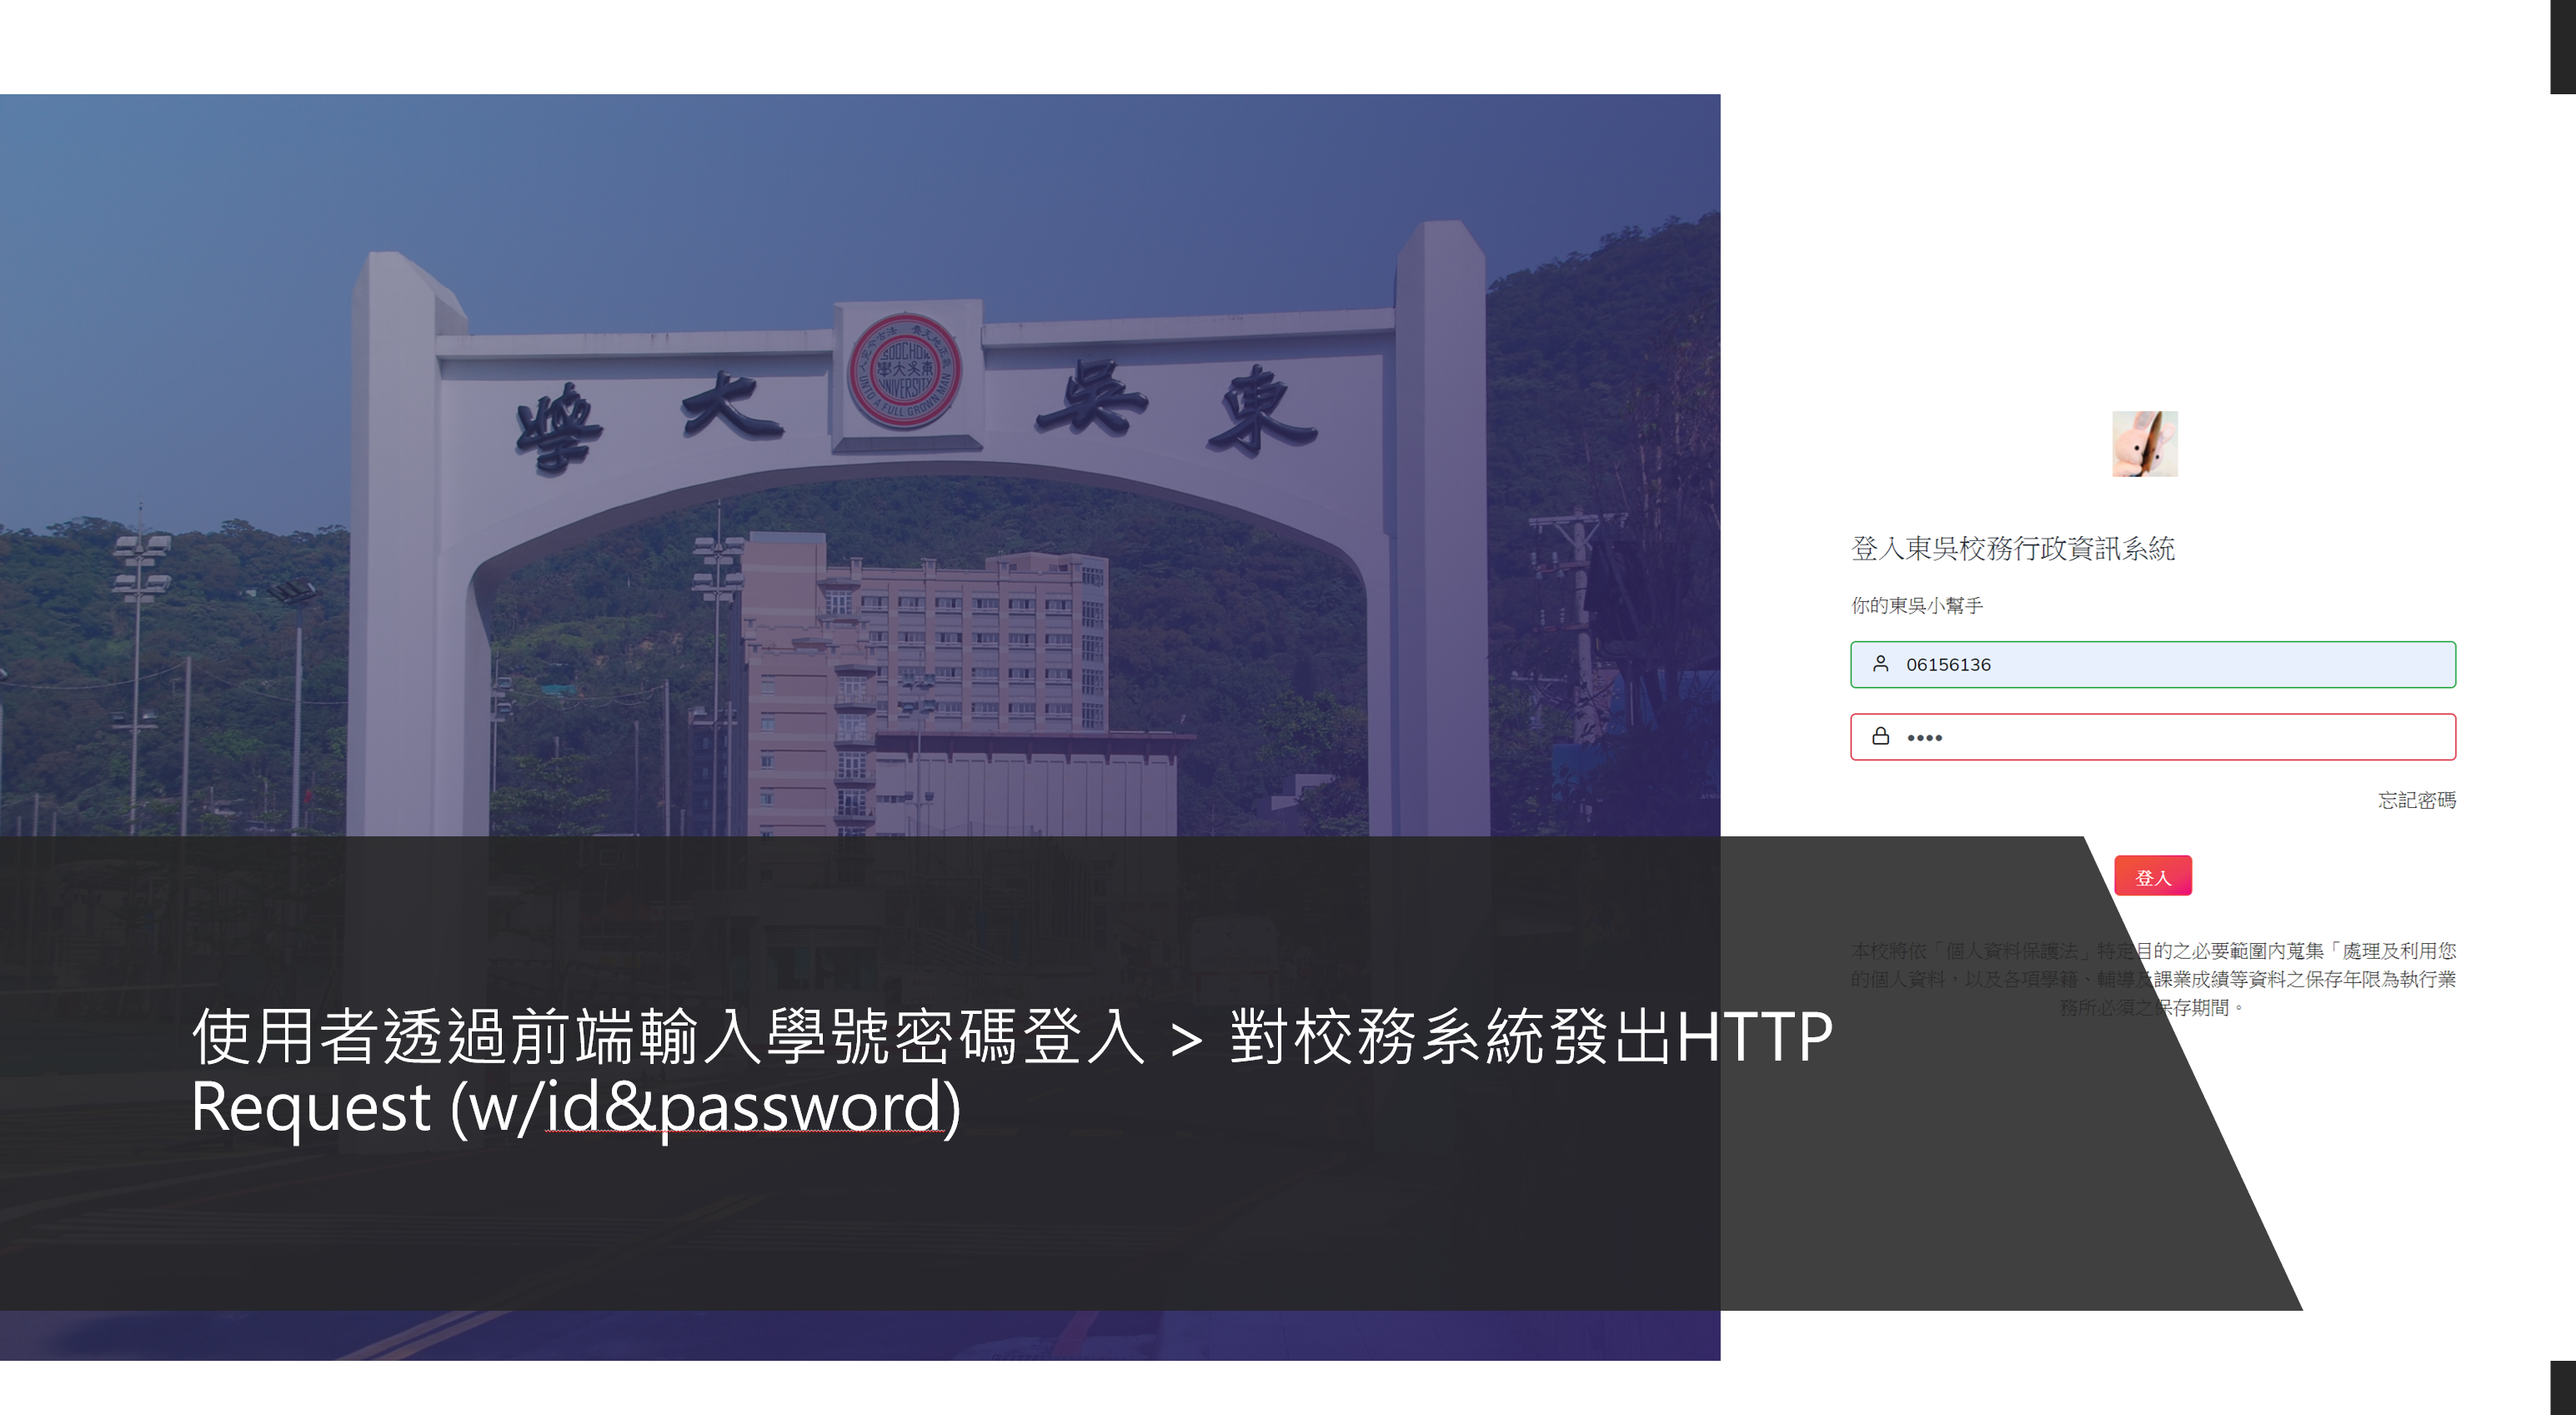 學大吳東
SOOCHOW
學大吳東
UNIVERSITY
UNTO A FULL GROWN MAN
登入東吳校務行政資訊系統
你的東吳小幫手
06156136
••••
忘記密碼
登入
本校將依「個人資料保護法」特定目的之必要範圍內蒐集「處理及利用您
的個人資料，以及各項學籍、輔導及課業成績等資料之保存年限為執行業
務所必須之保存期間。
使用者透過前端輸入學號密碼登入 > 對校務系統發出HTTP
Request (w/id&password)